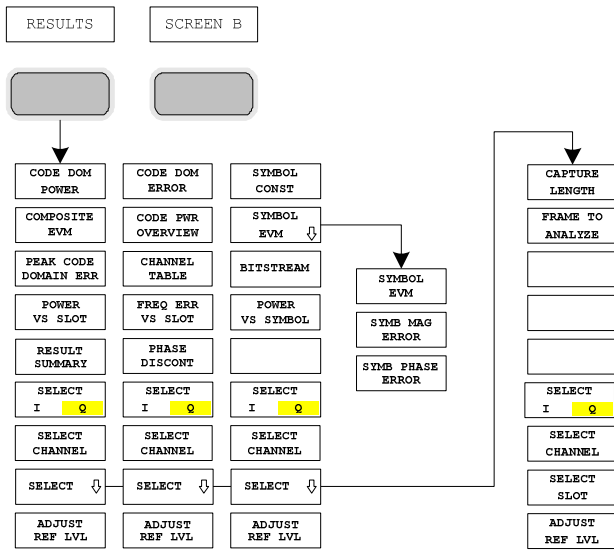 RESULTS
SCREEN B
CODE DOM
POWER
COMPOSITE
EVM
PEAK CODE
DOMAIN ERR
POWER
VS SLOT
RESULT
SUMMARY
SELECT
I Q
SELECT
CHANNEL
SELECT
ADJUST
REF LVL
CODE DOM
ERROR
CODE PWR
OVERVIEW
CHANNEL
TABLE
FREQ ERR
VS SLOT
PHASE
DISCONT
SELECT
I Q
SELECT
CHANNEL
SELECT
ADJUST
REF LVL
SYMBOL
CONST
SYMBOL
EVM
BITSTREAM
POWER
VS SYMBOL
SELECT
I Q
SELECT
CHANNEL
SELECT
ADJUST
REF LVL
SYMBOL
EVM
SYMB MAG
ERROR
SYMB PHASE
ERROR
CAPTURE
LENGTH
FRAME TO
ANALYZE
SELECT
I Q
SELECT
CHANNEL
SELECT
SLOT
ADJUST
REF LVL